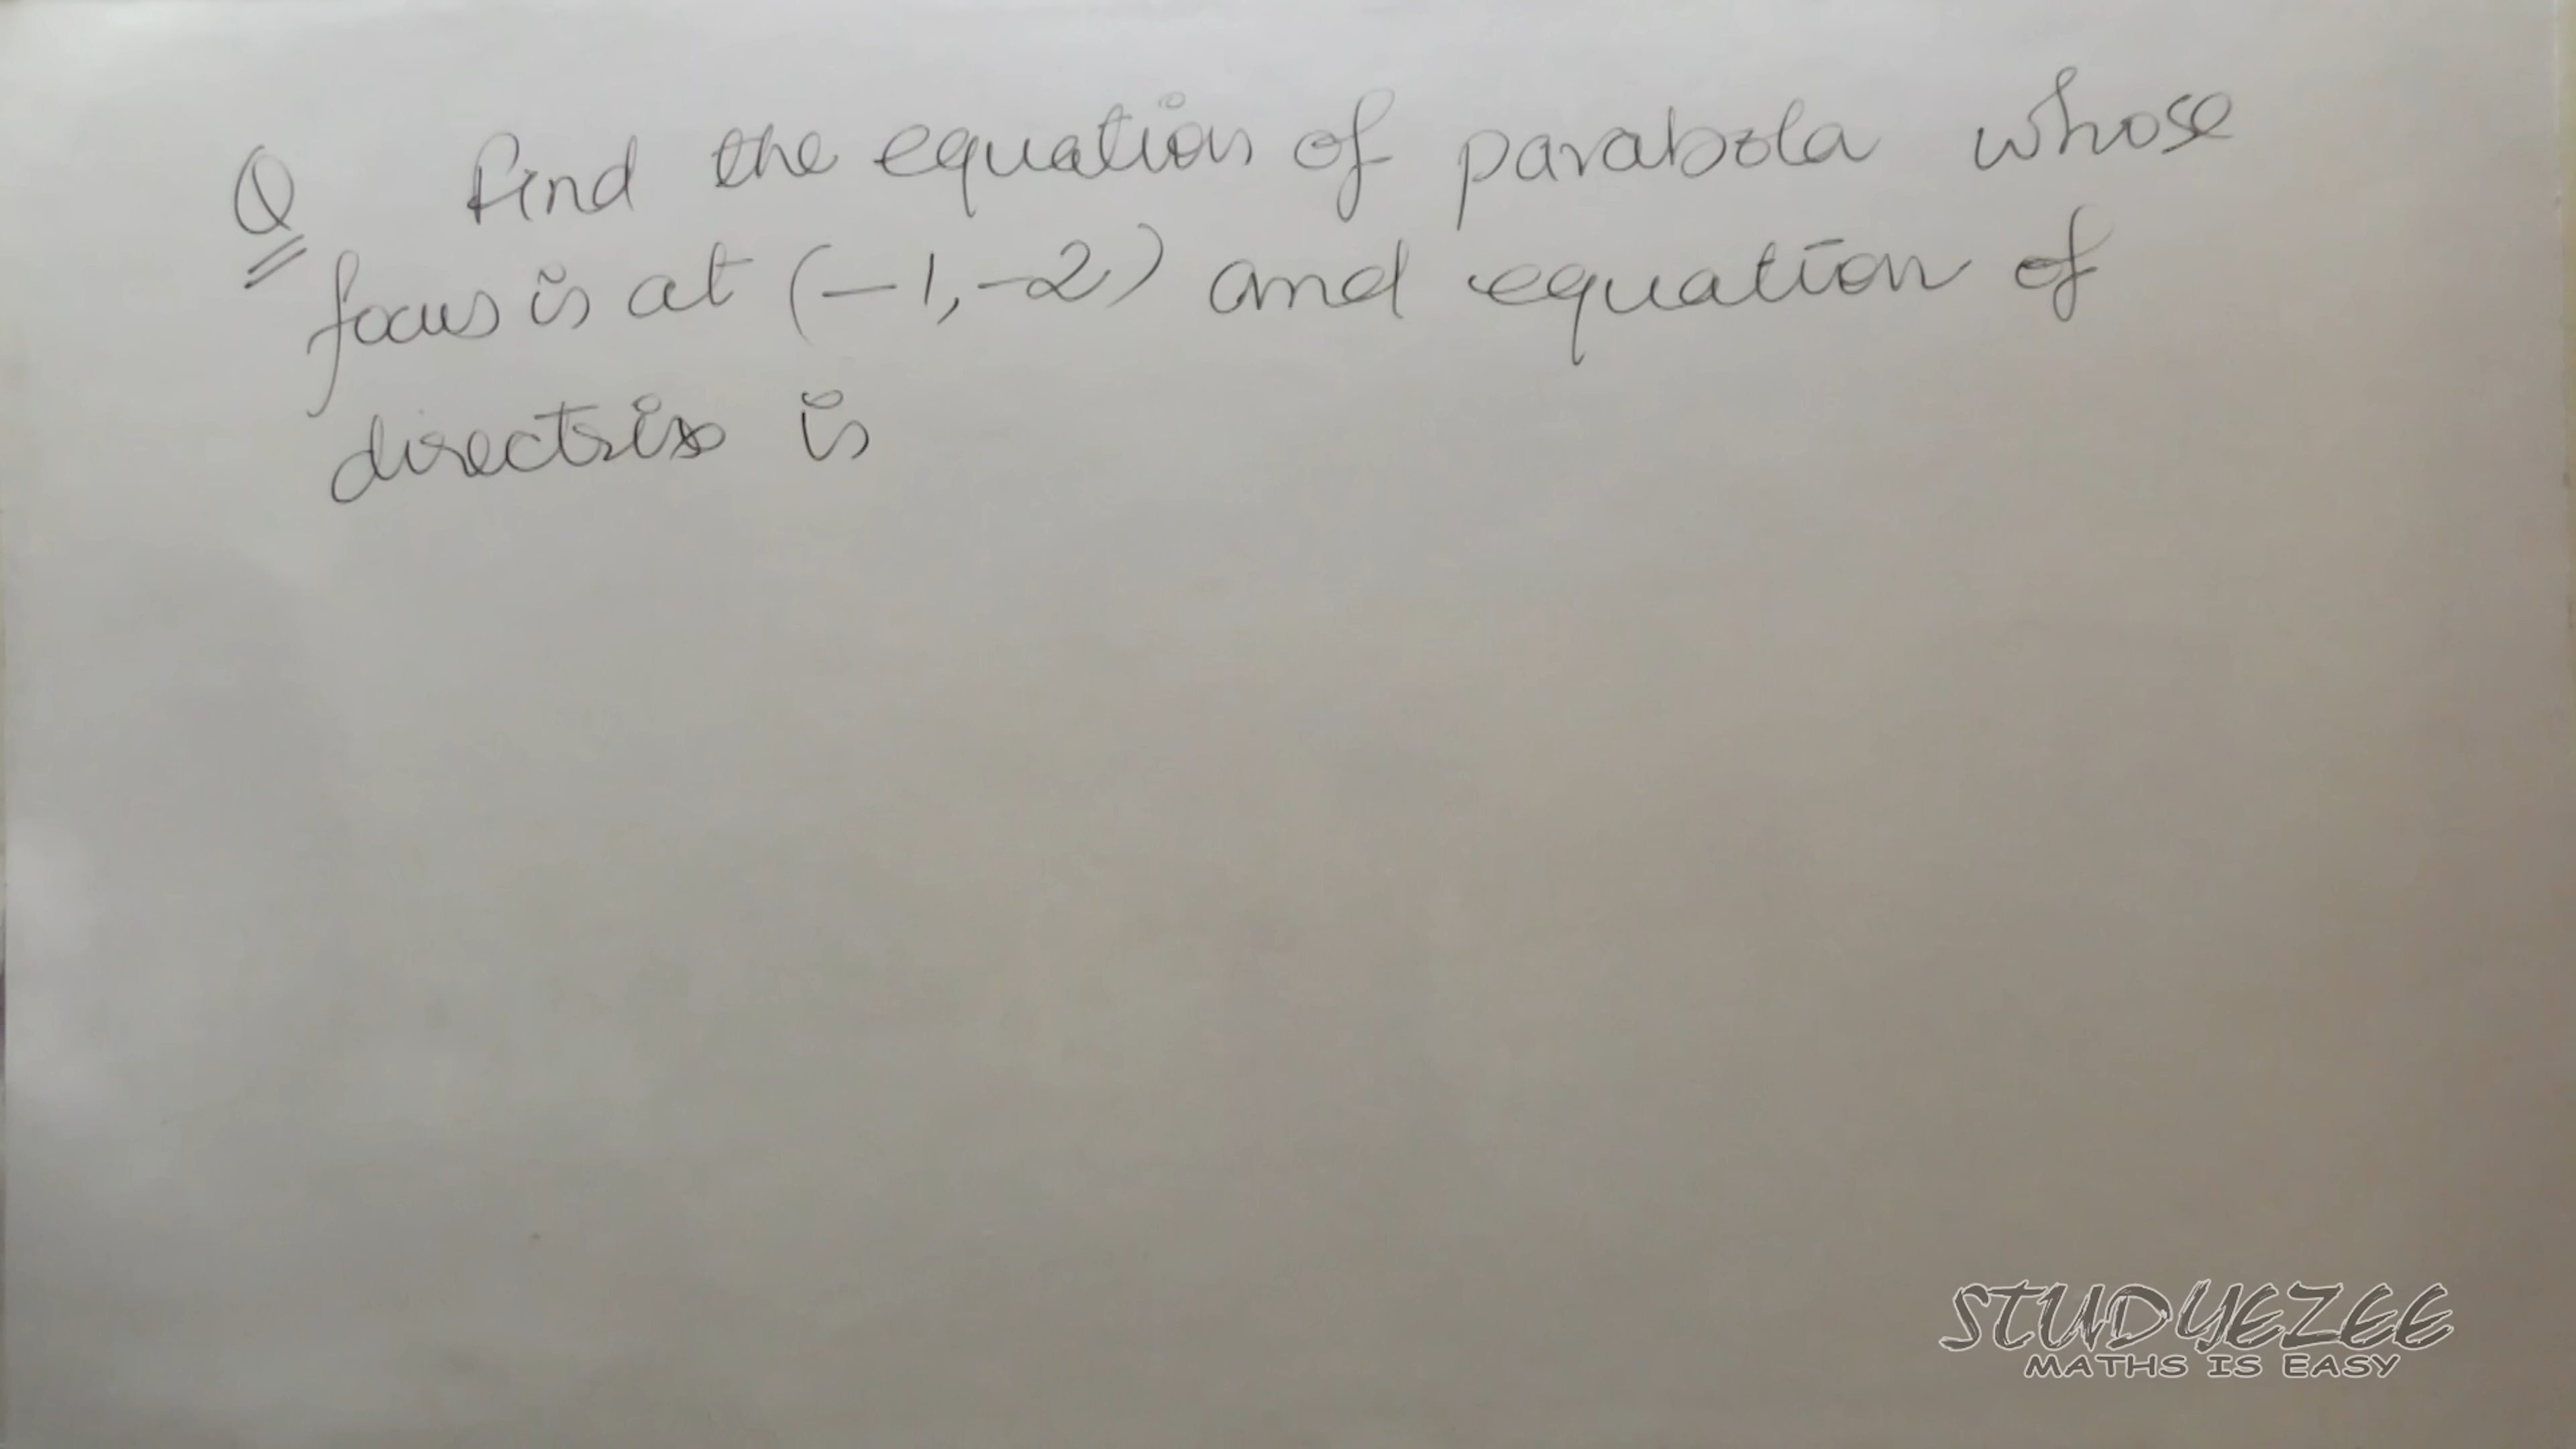 Q find the equation of parabola whose
focus is at (-1,-2) and equation of
directrix is
STUDYEZEE
MATHS IS EASY